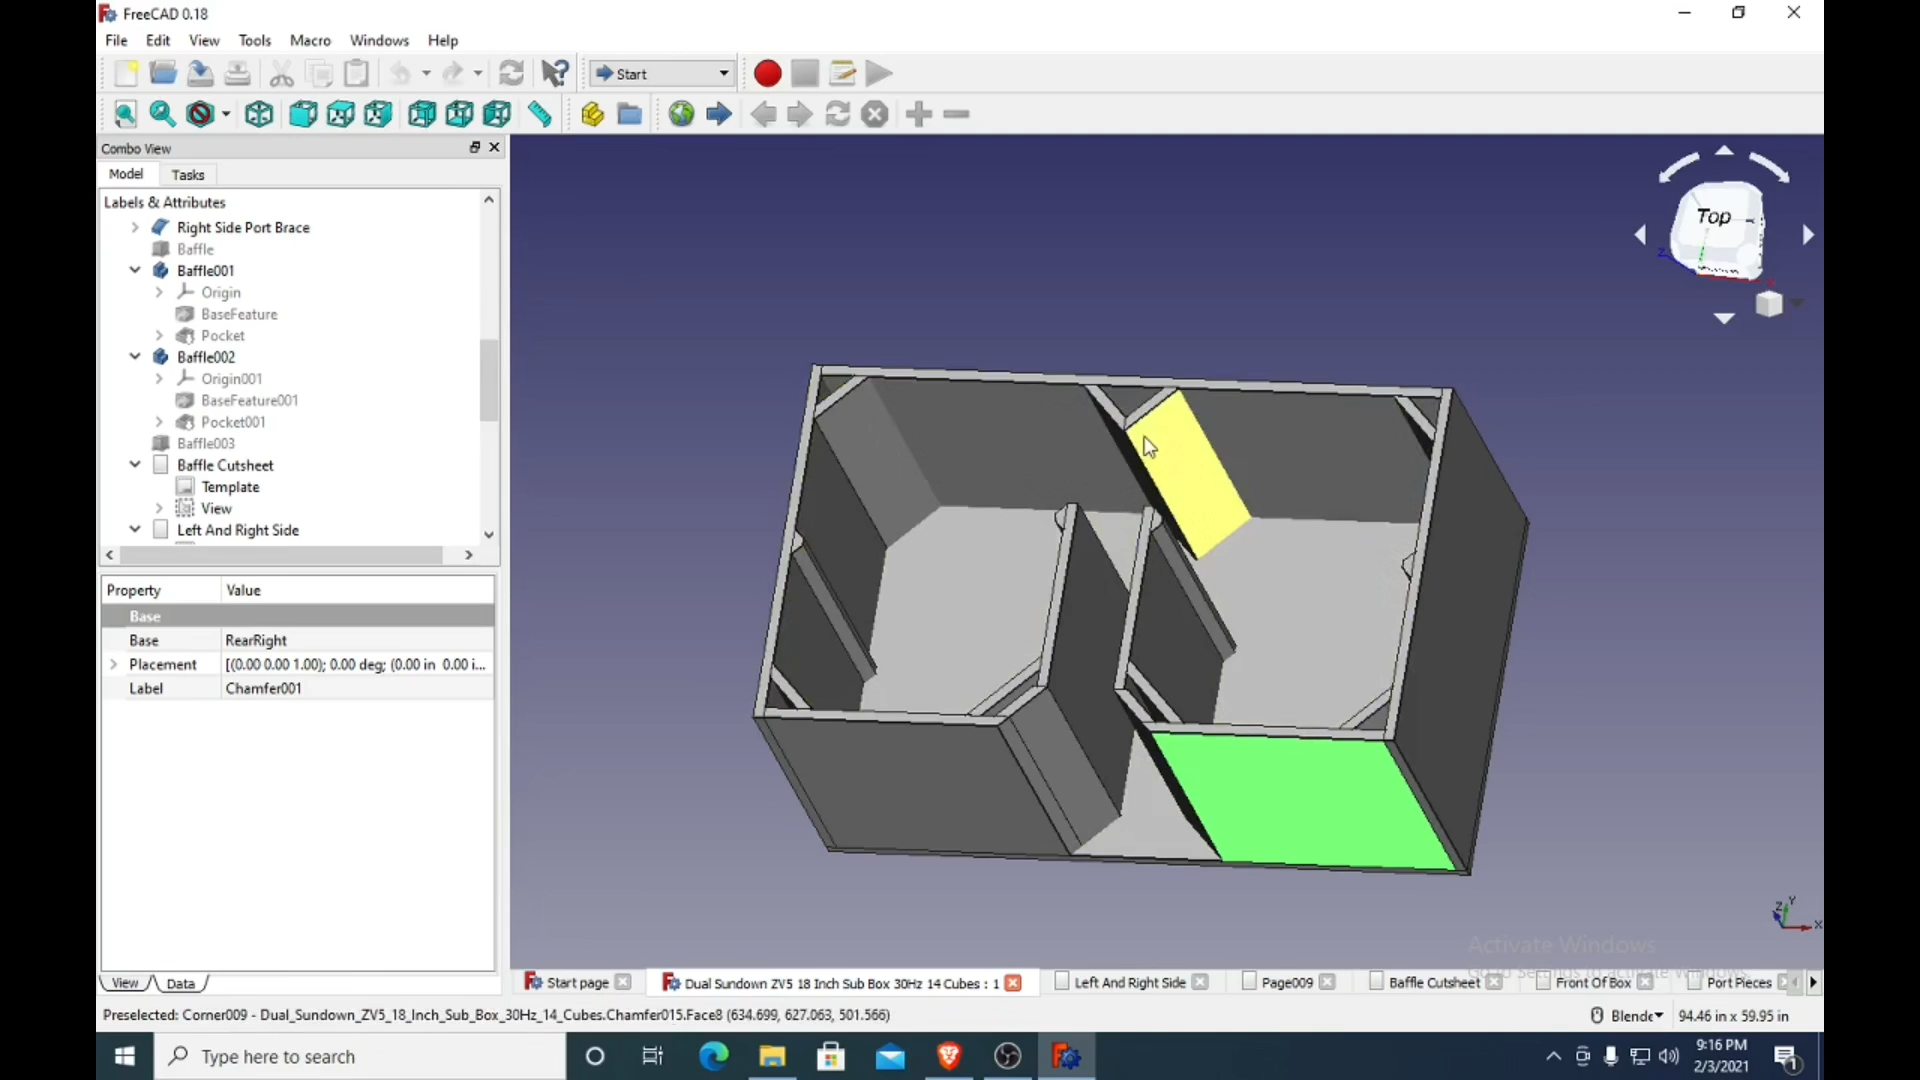 FreeCAD 0.18
File Edit View Tools Macro Windows Help
Start
Combo View
Model Tasks
Labels & Attributes
Right Side Port Brace
Baffle
Baffle001
Origin
BaseFeature
Pocket
Baffle002
Origin001
BaseFeature001
Pocket001
Baffle003
Baffle Cutsheet
Template
View
Left And Right Side
Property Value
Base
Base RearRight
Placement [(0.00 0.00 1.00); 0.00 deg; (0.00 in 0.00 i...
Label Chamfer001
View Data
Top
Z Y X
Activate Windows
Start page
Dual Sundown ZV5 18 Inch Sub Box 30Hz 14 Cubes : 1
Left And Right Side
Page009
Baffle Cutsheet
Front Of Box
Port Pieces
Preselected: Corner009 - Dual_Sundown_ZV5_18_Inch_Sub_Box_30Hz_14_Cubes.Chamfer015.Face8 (634.699, 627.063, 501.566)
Blende 94.46 in x 59.95 in
Type here to search
9:16 PM
2/3/2021
1